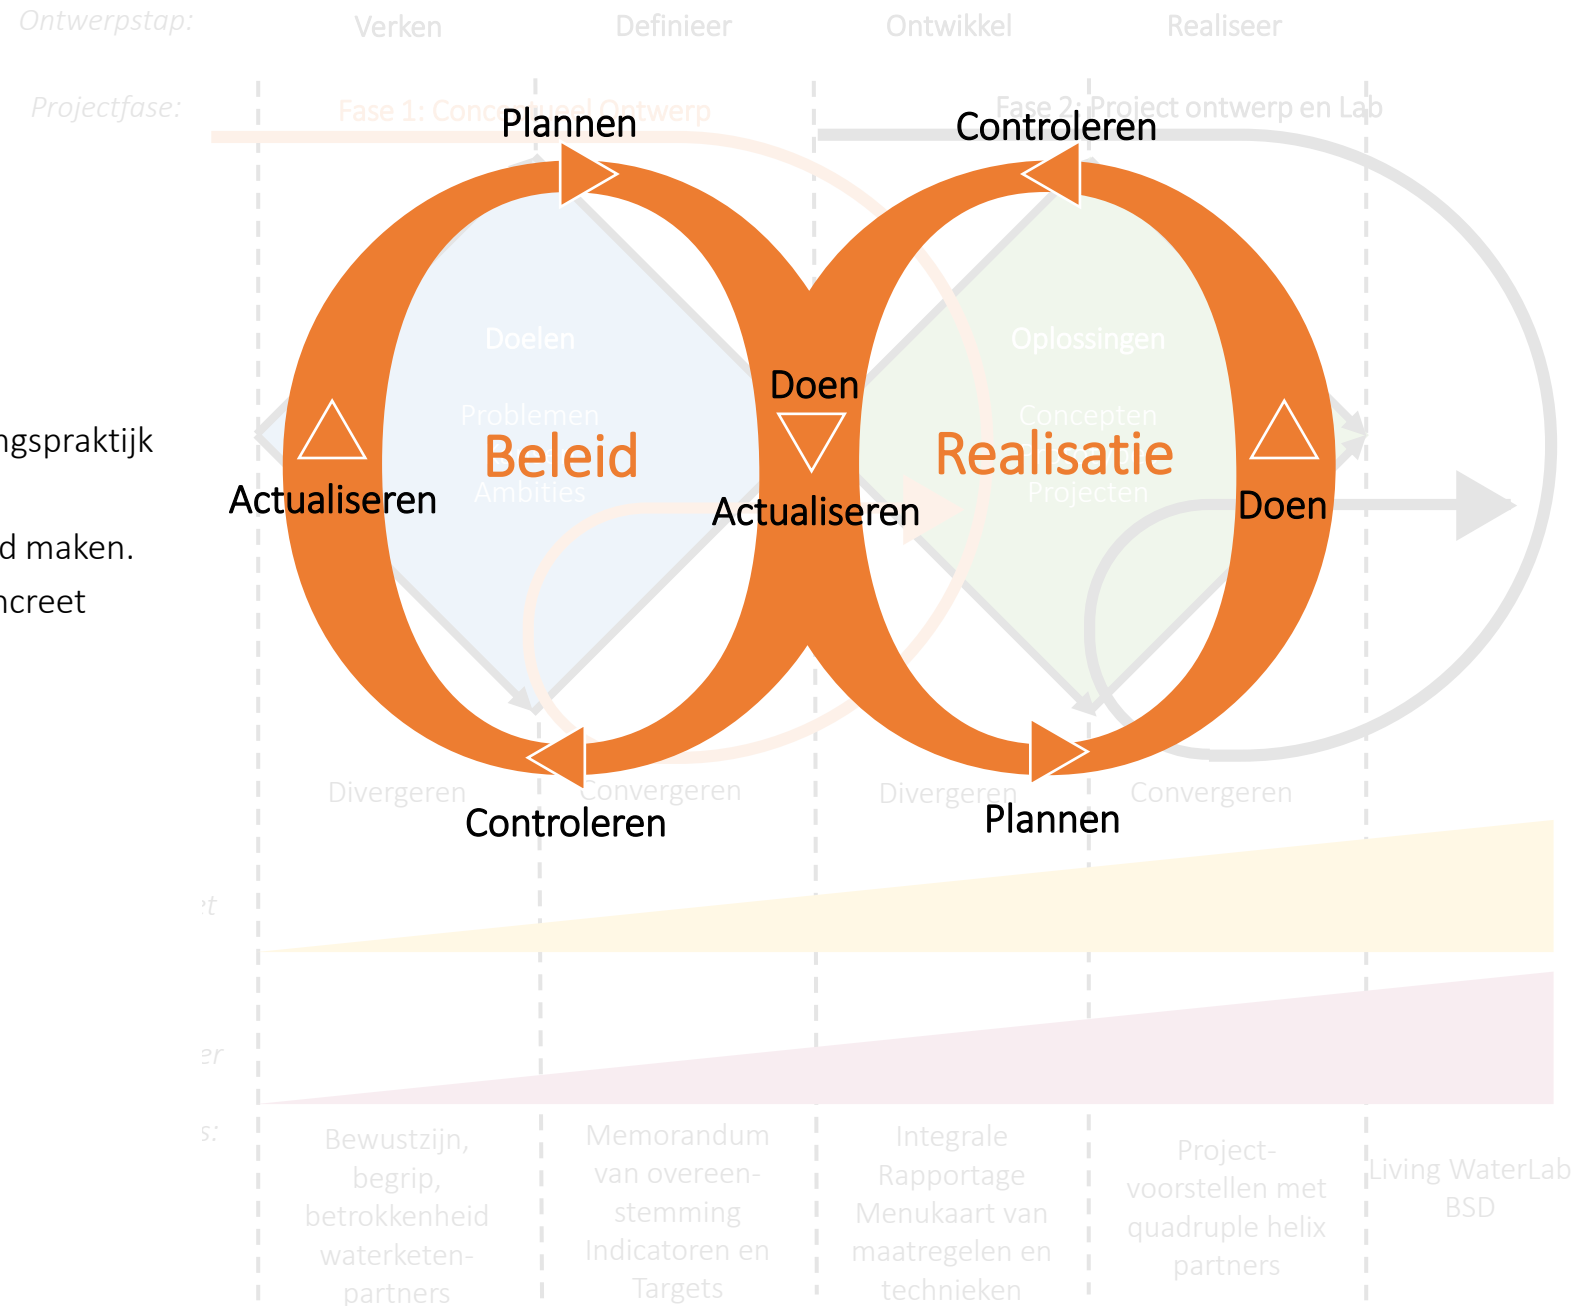 Ontwerpstap:
Verken
Definieer
Ontwikkel
Realiseer
Projectfase:
Fase 1: Conceptueel Ontwerp
Fase 2: Project ontwerp en Lab
Plannen
Controleren
Doelen
Oplossingen
Doen
Problemen
Concepten
ngspraktijk
Beleid
Realisatie
Ambities
Projecten
Actualiseren
Actualiseren
Doen
d maken.
ncreet
Divergeren
Convergeren
Divergeren
Convergeren
Controleren
Plannen
et
er
s:
Bewustzijn,
begrip,
betrokkenheid
waterketen-
partners
Memorandum
van overeen-
stemming
Indicatoren en
Targets
Integrale
Rapportage
Menukaart van
maatregelen en
technieken
Project-
voorstellen met
quadruple helix
partners
Living WaterLab
BSD